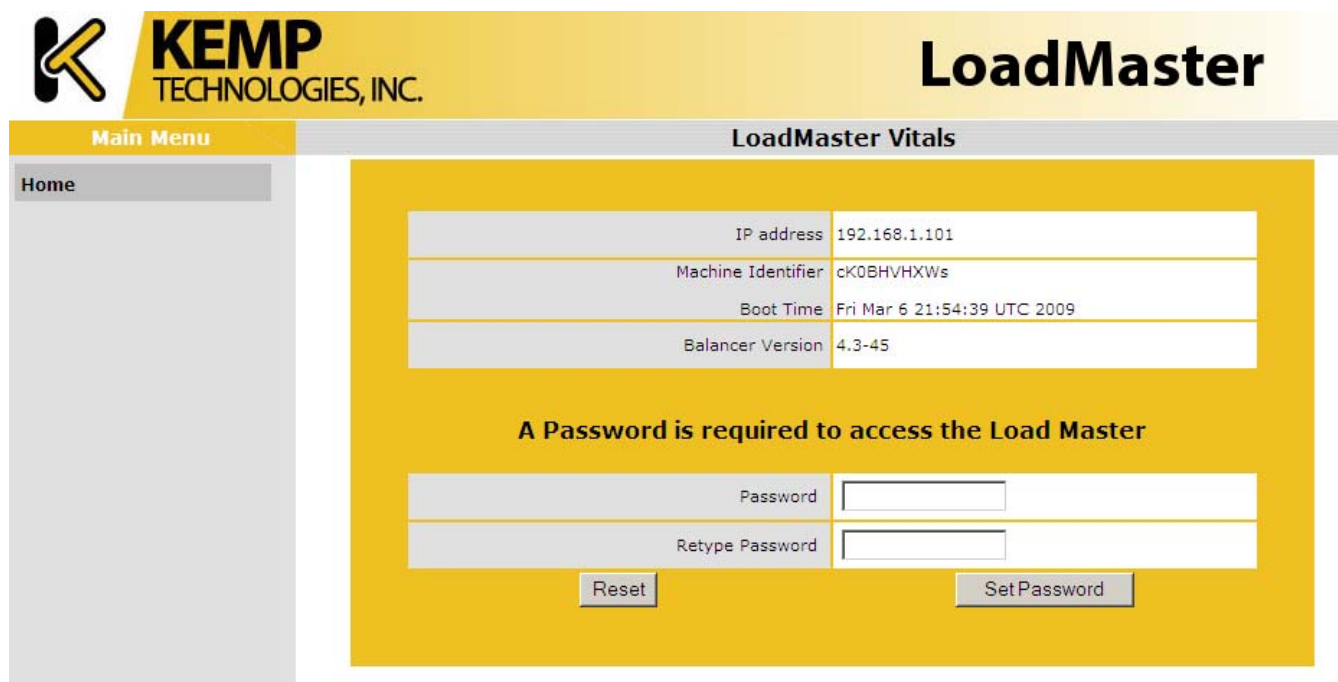 KEMP
TECHNOLOGIES, INC.
LoadMaster
Main Menu
LoadMaster Vitals
Home
IP address 192.168.1.101
Machine Identifier cK0BHVHXWs
Boot Time Fri Mar 6 21:54:39 UTC 2009
Balancer Version 4.3-45
A Password is required to access the Load Master
Password
Retype Password
Reset
Set Password